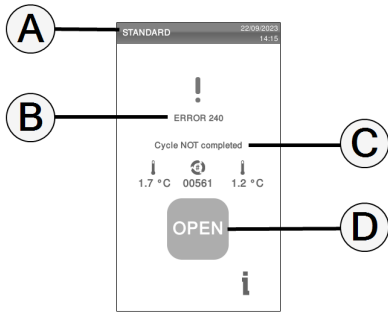 A
STANDARD
22/09/2023
14:15
B
ERROR 240
Cycle NOT completed
C
1.7 °C 00561 1.2 °C
OPEN
D
i